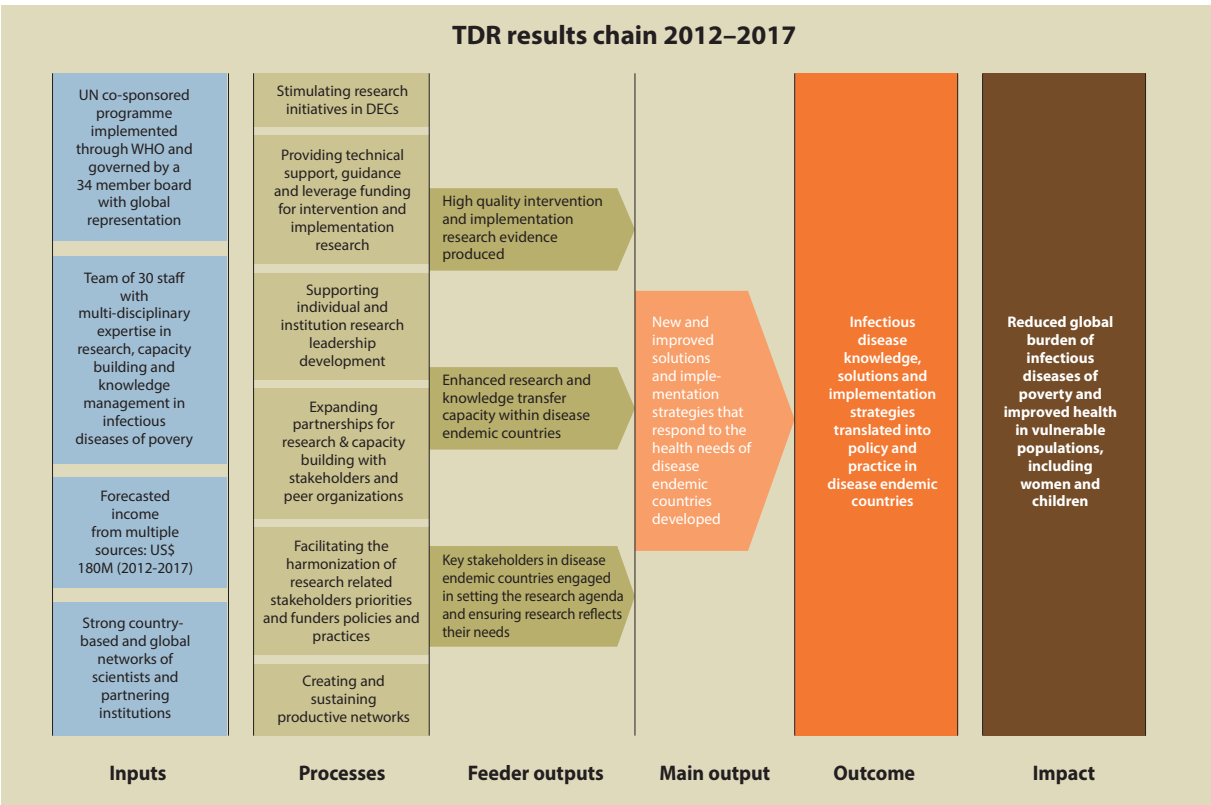 TDR results chain 2012–2017
UN co-sponsored
programme
implemented
through WHO and
governed by a
34 member board
with global
representation
Team of 30 staff
with
multi-disciplinary
expertise in
research, capacity
building and
knowledge
management in
infectious
diseases of povery
Forecasted
income
from multiple
sources: US$
180M (2012-2017)
Strong country-
based and global
networks of
scientists and
partnering
institutions
Stimulating research
initiatives in DECs
Providing technical
support, guidance
and leverage funding
for intervention and
implementation
research
Supporting
individual and
institution research
leadership
development
Expanding
partnerships for
research & capacity
building with
stakeholders and
peer organizations
Facilitating the
harmonization of
research related
stakeholders priorities
and funders policies and
practices
Creating and
sustaining
productive networks
High quality intervention
and implementation
research evidence
produced
Enhanced research and
knowledge transfer
capacity within disease
endemic countries
Key stakeholders in disease
endemic countries engaged
in setting the research agenda
and ensuring research reflects
their needs
New and
improved
solutions
and imple-
mentation
strategies that
respond to the
health needs of
disease
endemic
countries
developed
Infectious
disease
knowledge,
solutions and
implementation
strategies
translated into
policy and
practice in
disease endemic
countries
Reduced global
burden of
infectious
diseases of
poverty and
improved health
in vulnerable
populations,
including
women and
children
Inputs
Processes
Feeder outputs
Main output
Outcome
Impact